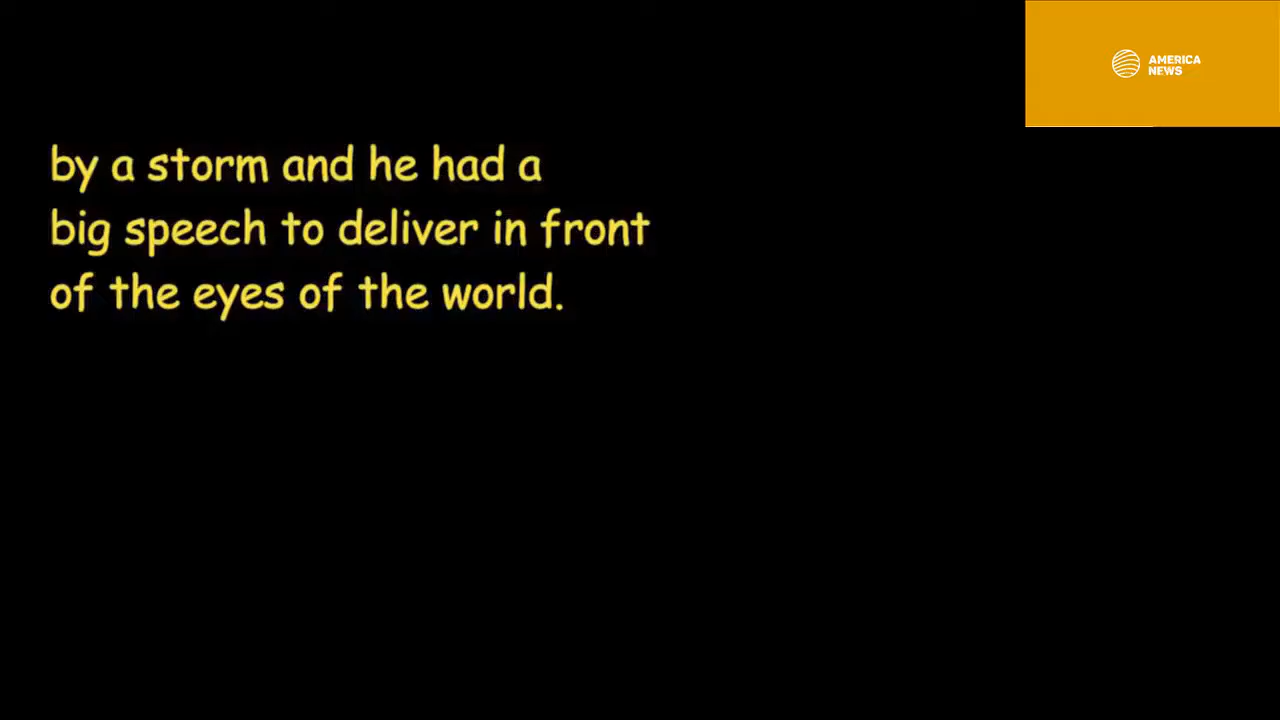 AMERICA
NEWS
by a storm and he had a
big speech to deliver in front
of the eyes of the world.